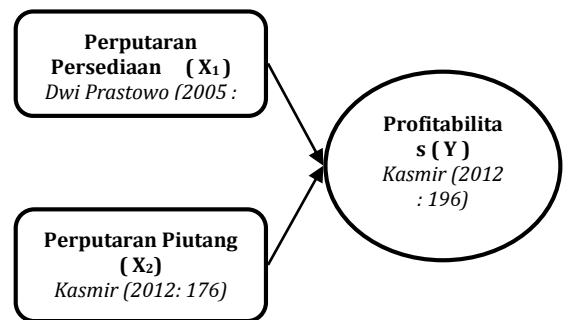 Perputaran
Persediaan ( X₁ )
Dwi Prastowo (2005 :
Perputaran Piutang
( X₂)
Kasmir (2012: 176)
Profitabilita
s ( Y )
Kasmir (2012
: 196)